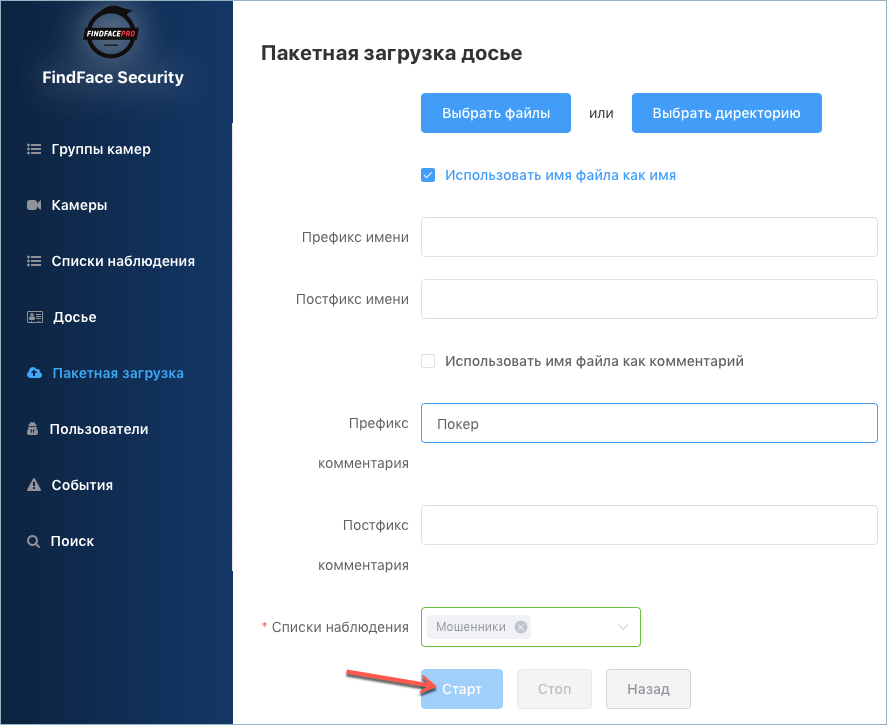 FINDFACEPRO
FindFace Security
Группы камер
Камеры
Списки наблюдения
Досье
Пакетная загрузка
Пользователи
События
Поиск
Пакетная загрузка досье
Выбрать файлы или Выбрать директорию
Использовать имя файла как имя
Префикс имени
Постфикс имени
Использовать имя файла как комментарий
Префикс Покер
комментария
Постфикс
комментария
* Списки наблюдения Мошенники
Старт Стоп Назад